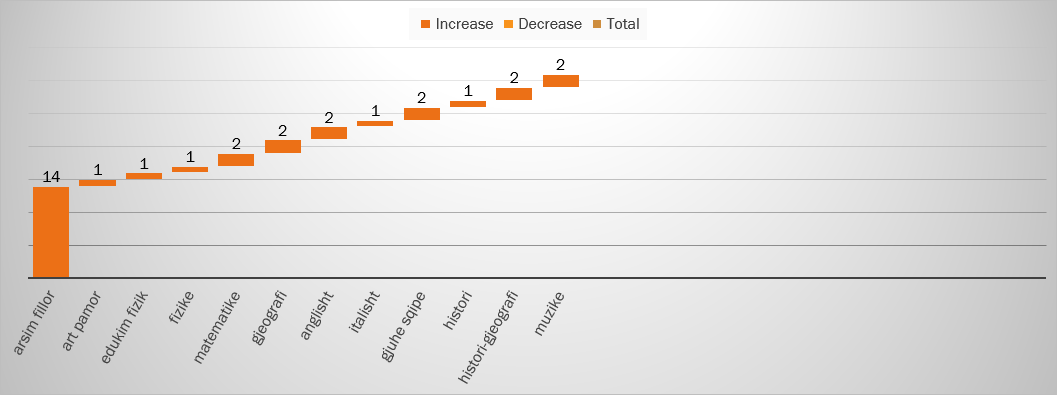 Increase Decrease Total
14
1
1
1
2
2
2
1
2
1
2
2
arsim fillor
art pamor
edukim fizik
fizike
matematike
gjeografi
anglisht
italisht
gjuhe sqipe
histori
histori-gjeografi
muzike